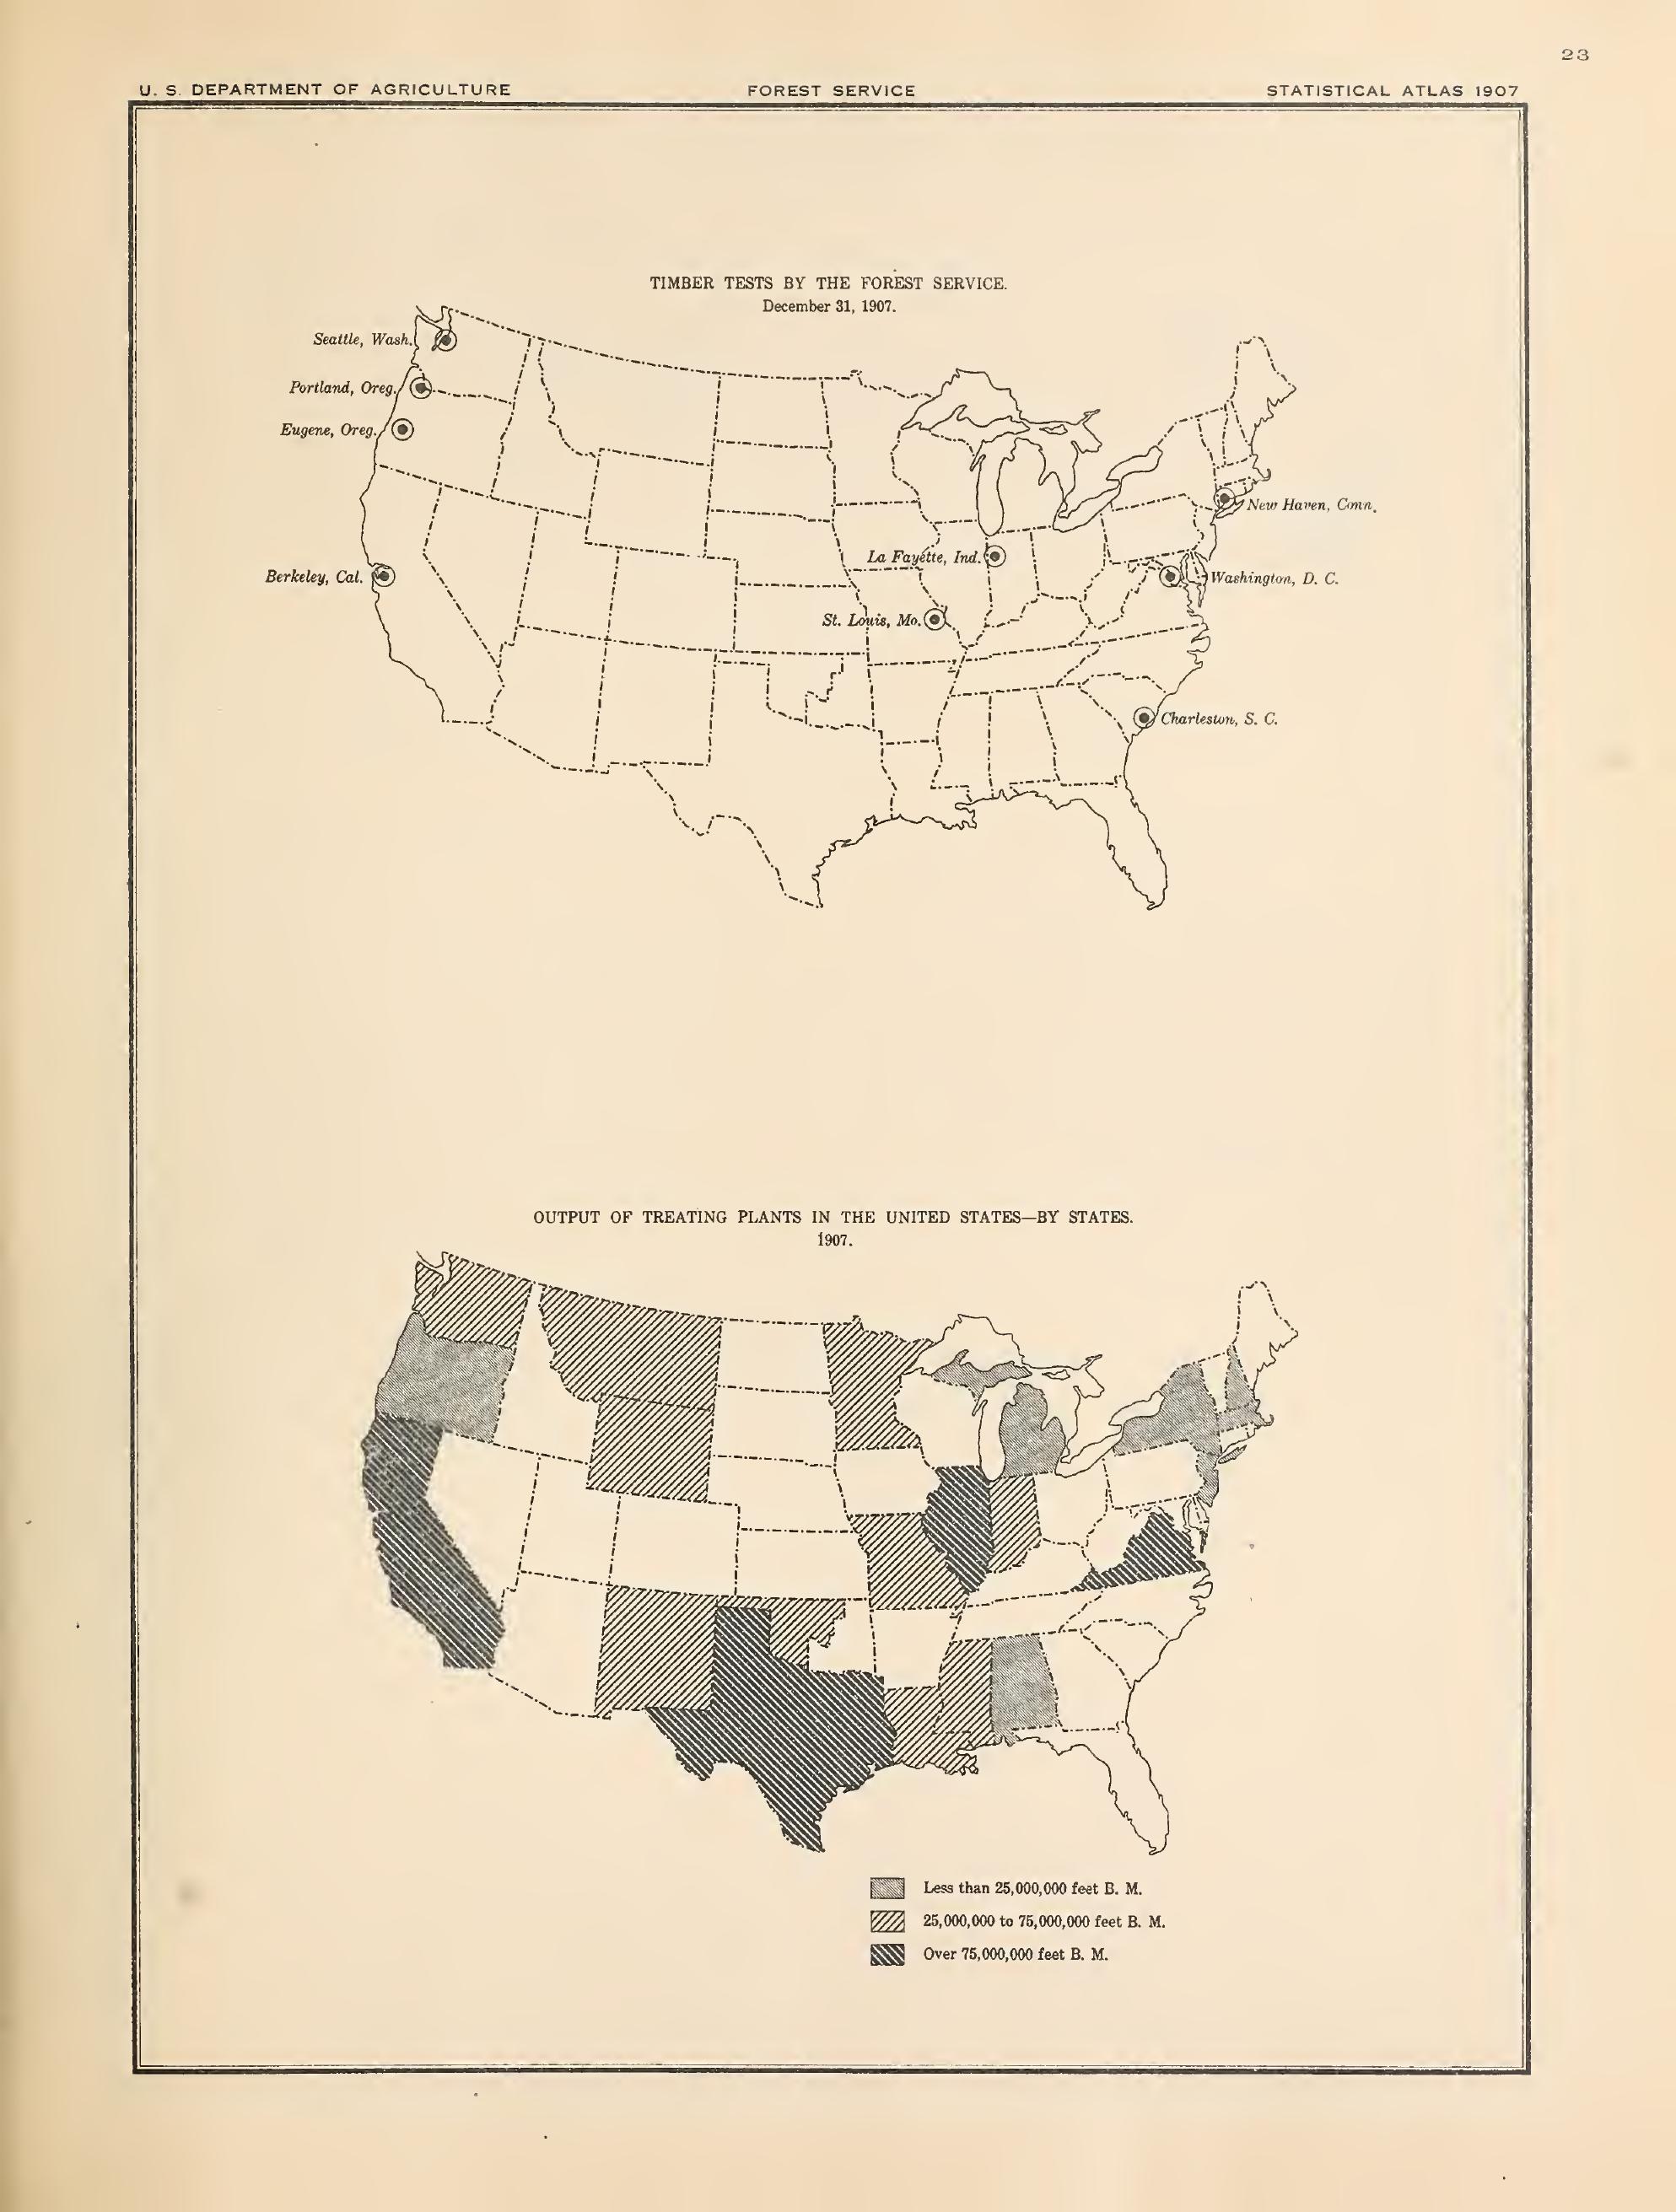 23
U. S. DEPARTMENT OF AGRICULTURE FOREST SERVICE STATISTICAL ATLAS 1907
TIMBER TESTS BY THE FOREST SERVICE.
December 31, 1907.
Seattle, Wash.
Portland, Oreg.
Eugene, Oreg.
New Haven, Conn.
La Fayette, Ind.
Berkeley, Cal.
Washington, D. C.
St. Louis, Mo.
Charleston, S. C.
OUTPUT OF TREATING PLANTS IN THE UNITED STATES—BY STATES.
1907.
Less than 25,000,000 feet B. M.
25,000,000 to 75,000,000 feet B. M.
Over 75,000,000 feet B. M.